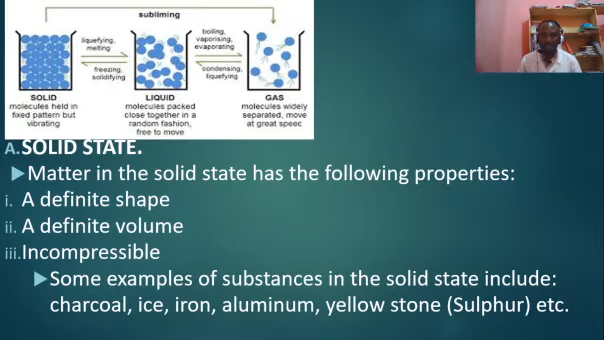 subliming
liquefying,
melting
freezing,
solidifying
boiling,
vaporising,
evaporating
condensing,
liquefying
SOLID
molecules held in
fixed pattern but
vibrating
LIQUID
molecules packed
close together in a
random fashion,
free to move
GAS
molecules widely
separated, move
at great speed
A.SOLID STATE.
Matter in the solid state has the following properties:
i. A definite shape
ii. A definite volume
iii.Incompressible
Some examples of substances in the solid state include:
charcoal, ice, iron, aluminum, yellow stone (Sulphur) etc.